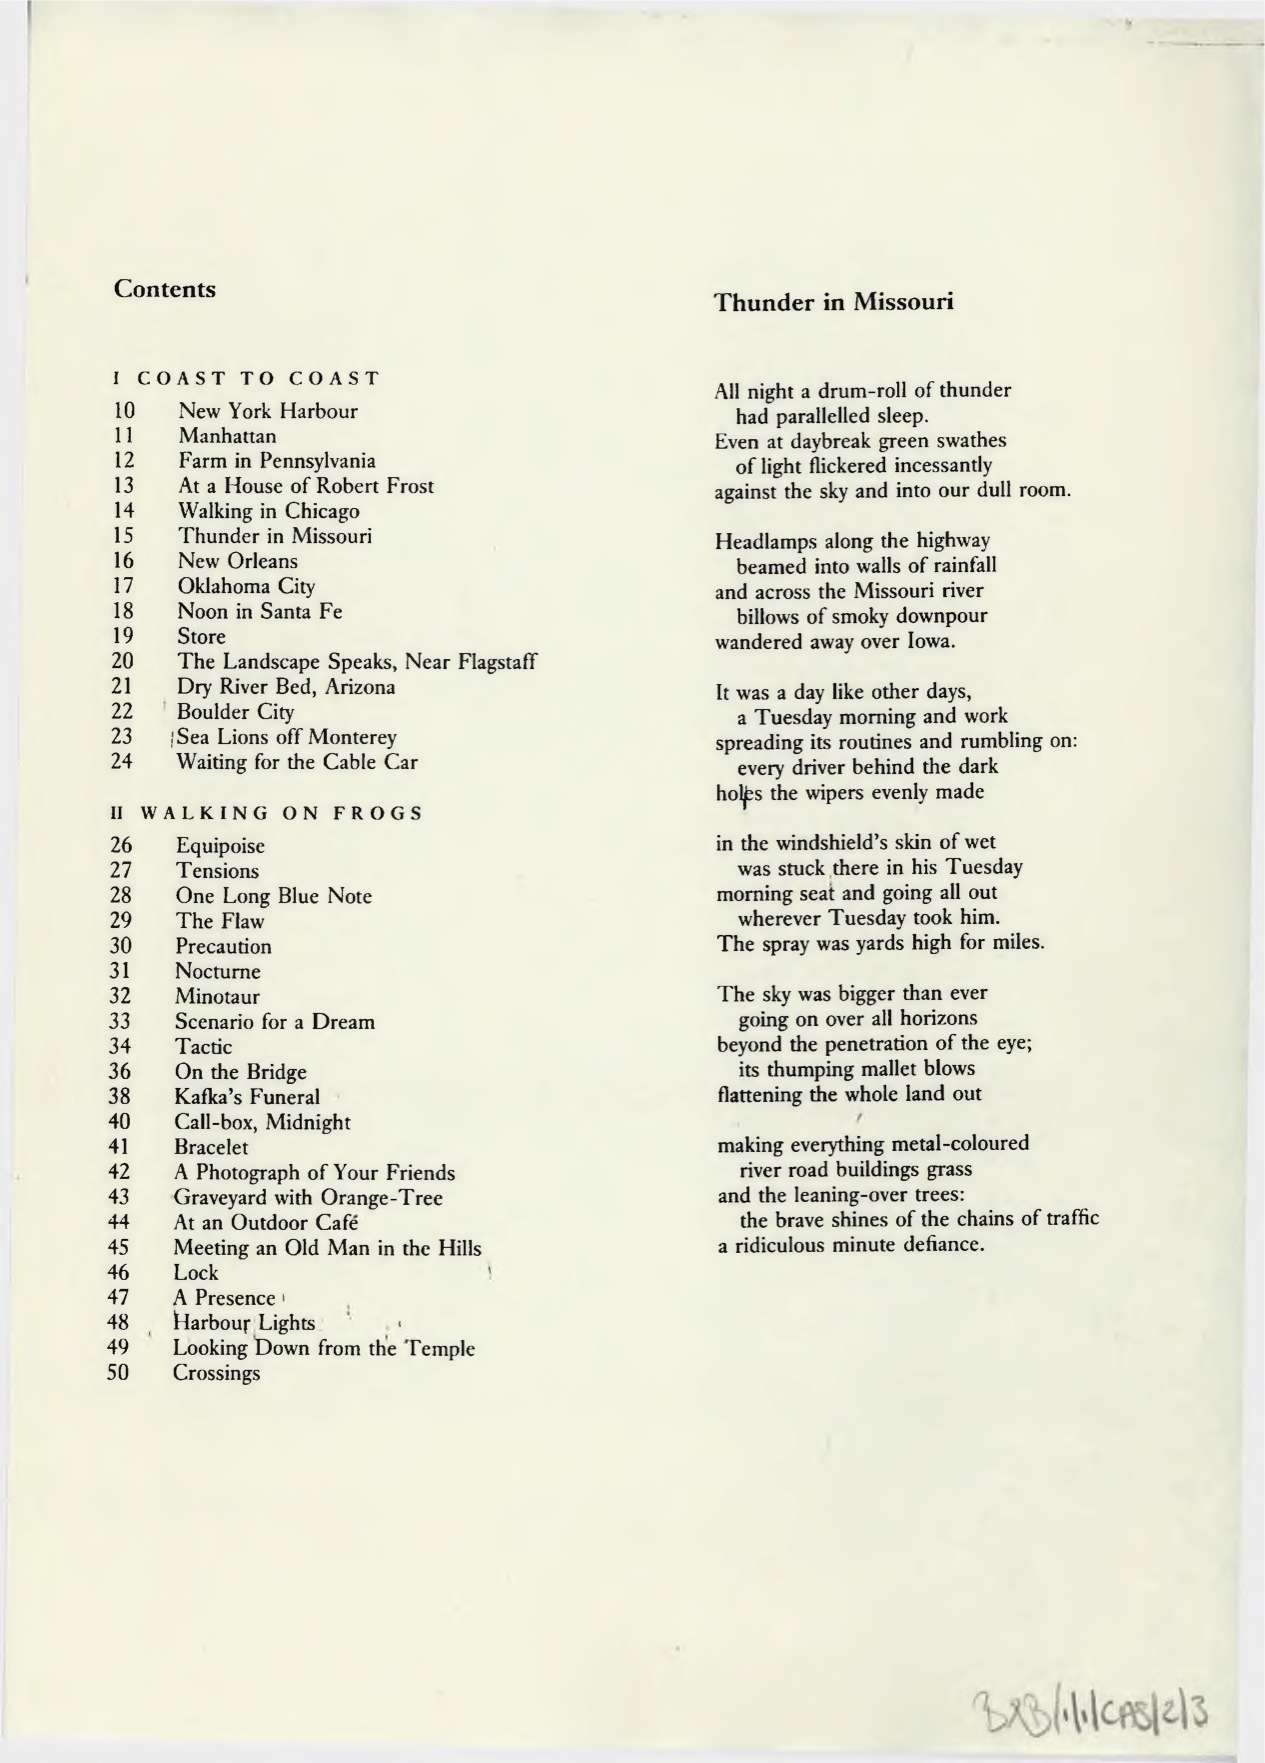 Contents
I COAST TO COAST
10 New York Harbour
11 Manhattan
12 Farm in Pennsylvania
13 At a House of Robert Frost
14 Walking in Chicago
15 Thunder in Missouri
16 New Orleans
17 Oklahoma City
18 Noon in Santa Fe
19 Store
20 The Landscape Speaks, Near Flagstaff
21 Dry River Bed, Arizona
22 Boulder City
23 Sea Lions off Monterey
24 Waiting for the Cable Car
II WALKING ON FROGS
26 Equipoise
27 Tensions
28 One Long Blue Note
29 The Flaw
30 Precaution
31 Nocturne
32 Minotaur
33 Scenario for a Dream
34 Tactic
36 On the Bridge
38 Kafka's Funeral
40 Call-box, Midnight
41 Bracelet
42 A Photograph of Your Friends
43 Graveyard with Orange-Tree
44 At an Outdoor Café
45 Meeting an Old Man in the Hills
46 Lock
47 A Presence
48 Harbour Lights
49 Looking Down from the Temple
50 Crossings
Thunder in Missouri
All night a drum-roll of thunder
had parallelled sleep.
Even at daybreak green swathes
of light flickered incessantly
against the sky and into our dull room.
Headlamps along the highway
beamed into walls of rainfall
and across the Missouri river
billows of smoky downpour
wandered away over Iowa.
It was a day like other days,
a Tuesday morning and work
spreading its routines and rumbling on:
every driver behind the dark
holes the wipers evenly made
in the windshield's skin of wet
was stuck there in his Tuesday
morning seat and going all out
wherever Tuesday took him.
The spray was yards high for miles.
The sky was bigger than ever
going on over all horizons
beyond the penetration of the eye;
its thumping mallet blows
flattening the whole land out
making everything metal-coloured
river road buildings grass
and the leaning-over trees:
the brave shines of the chains of traffic
a ridiculous minute defiance.
BXB/1/1/CAS/2/3